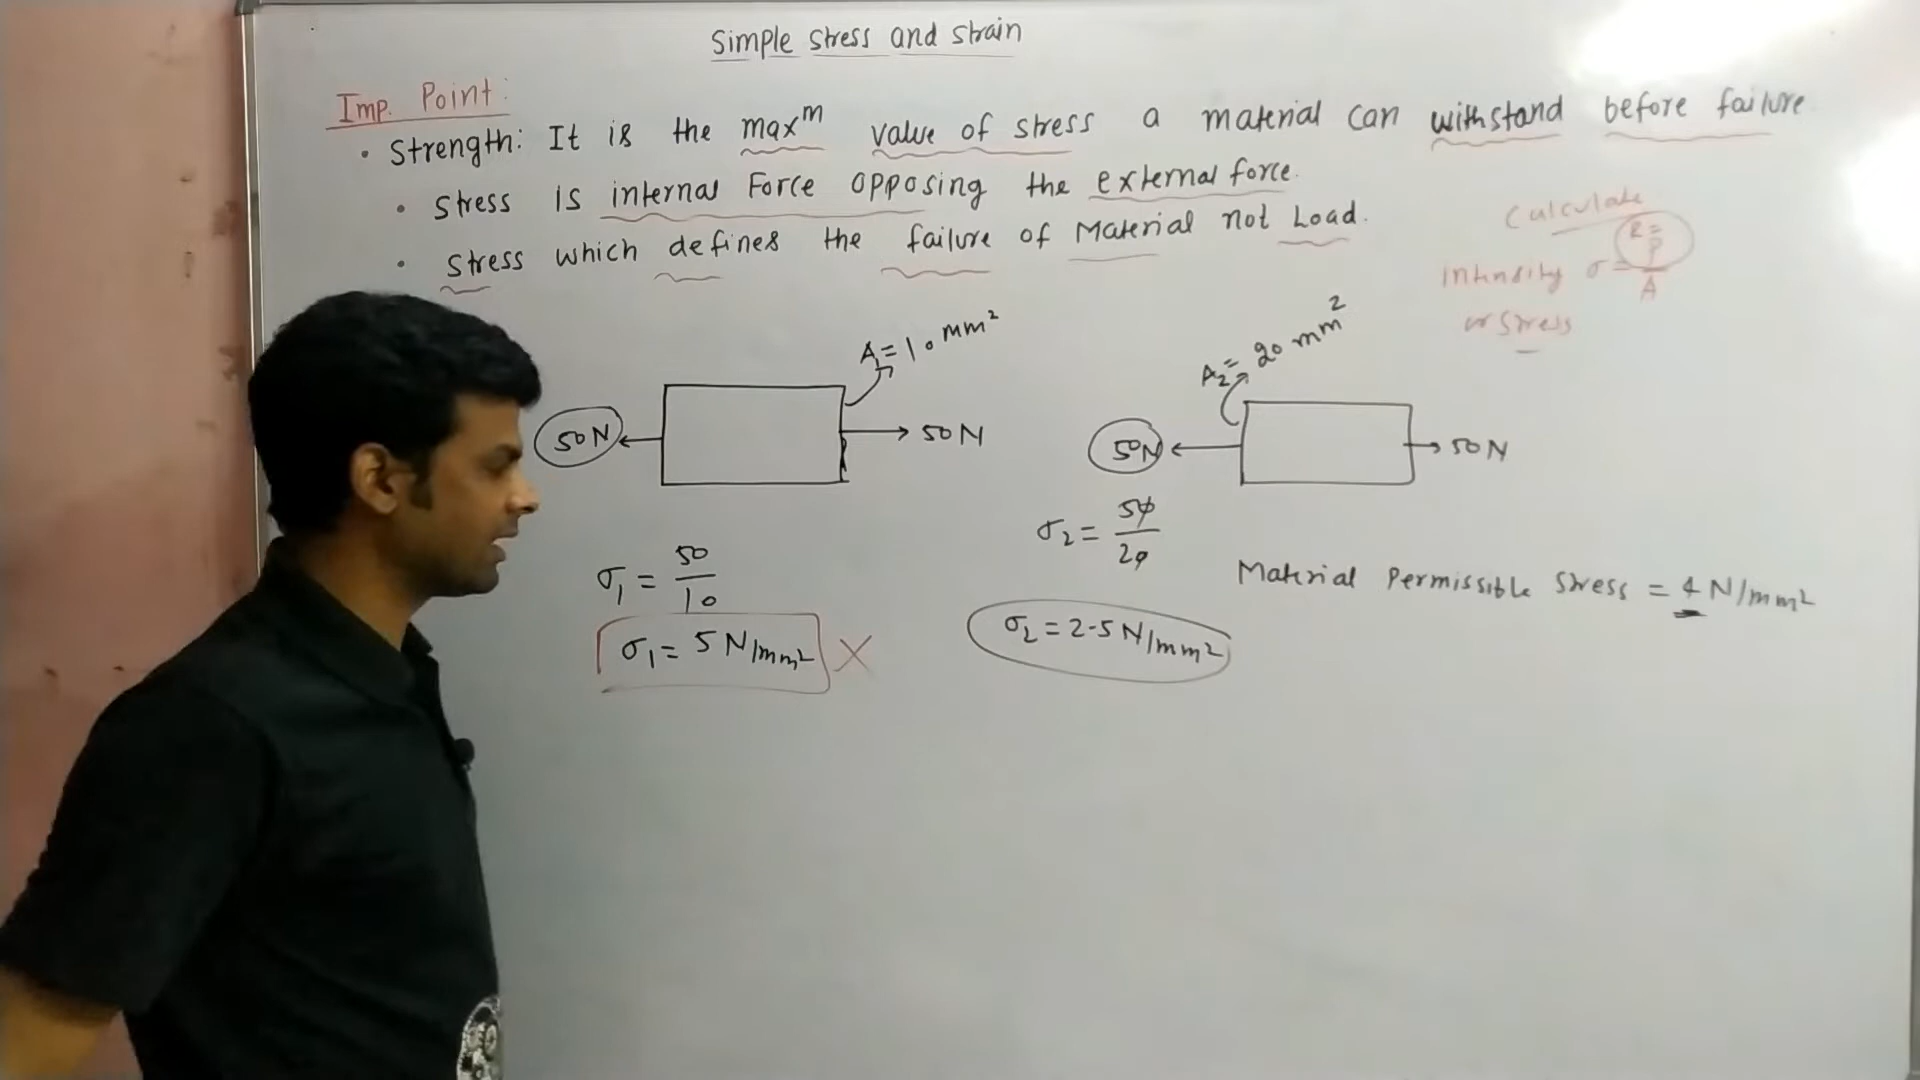 Simple stress and strain
Imp. Point:
• Strength: It is the maxᵐ value of stress a material can withstand before failure
• Stress is internal Force opposing the external force.
• Stress which defines the failure of Material not Load.
Calculate
Intensity σ = R=P/A
or stress
A₁ = 10 mm²
50N
50 N
A₂ = 20 mm²
50N
50 N
σ₁ = 50/10
σ₁ = 5 N/mm² X
σ₂ = 50/20
σ₂ = 2.5 N/mm²
Material Permissible Stress = 4 N/mm²